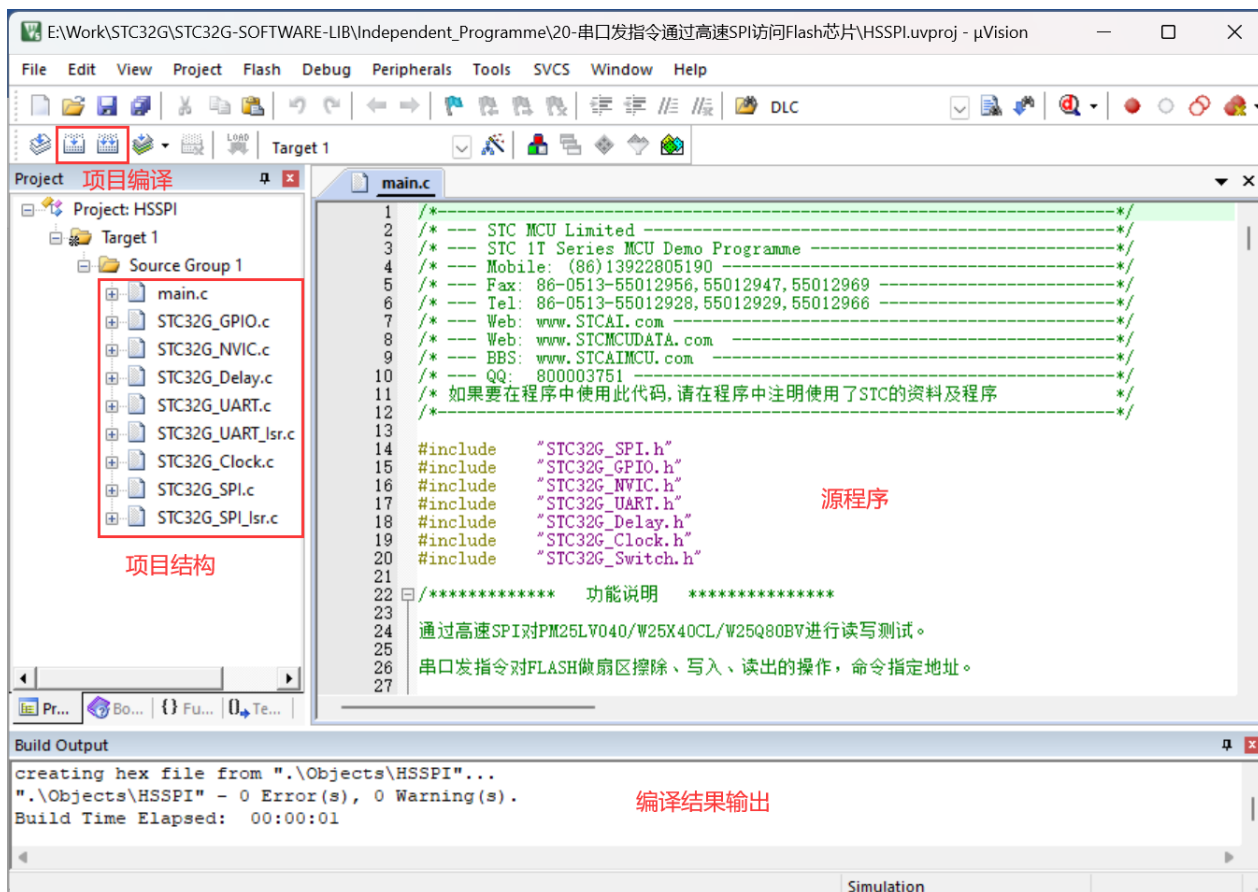 E:\Work\STC32G\STC32G-SOFTWARE-LIB\Independent_Programme\20-串口发指令通过高速SPI访问Flash芯片\HSSPI.uvproj - µVision
File Edit View Project Flash Debug Peripherals Tools SVCS Window Help
DLC
LOAD
Target 1
Project 项目编译
main.c
Project: HSSPI
Target 1
Source Group 1
main.c
STC32G_GPIO.c
STC32G_NVIC.c
STC32G_Delay.c
STC32G_UART.c
STC32G_UART_Isr.c
STC32G_Clock.c
STC32G_SPI.c
STC32G_SPI_Isr.c
项目结构
1 /*---------------------------------------------------------------------*/
2 /* --- STC MCU Limited ------------------------------------------------*/
3 /* --- STC 1T Series MCU Demo Programme -------------------------------*/
4 /* --- Mobile: (86)13922805190 ----------------------------------------*/
5 /* --- Fax: 86-0513-55012956,55012947,55012969 ------------------------*/
6 /* --- Tel: 86-0513-55012928,55012929,55012966 ------------------------*/
7 /* --- Web: www.STCAI.com ---------------------------------------------*/
8 /* --- Web: www.STCMCUDATA.com ---------------------------------------*/
9 /* --- BBS: www.STCAIMCU.com -----------------------------------------*/
10 /* --- QQ: 800003751 -------------------------------------------------*/
11 /* 如果要在程序中使用此代码,请在程序中注明使用了STC的资料及程序 */
12 /*---------------------------------------------------------------------*/
13
14 #include "STC32G_SPI.h"
15 #include "STC32G_GPIO.h"
16 #include "STC32G_NVIC.h"
17 #include "STC32G_UART.h"
18 #include "STC32G_Delay.h"
19 #include "STC32G_Clock.h"
20 #include "STC32G_Switch.h"
21
22 /************* 功能说明 ***************
23
24 通过高速SPI对PM25LV040/W25X40CL/W25Q80BV进行读写测试。
25
26 串口发指令对FLASH做扇区擦除、写入、读出的操作，命令指定地址。
27
源程序
Pr... Bo... {} Fu... Te...
Build Output
creating hex file from ".\Objects\HSSPI"...
".\Objects\HSSPI" - 0 Error(s), 0 Warning(s).
Build Time Elapsed: 00:00:01
编译结果输出
Simulation